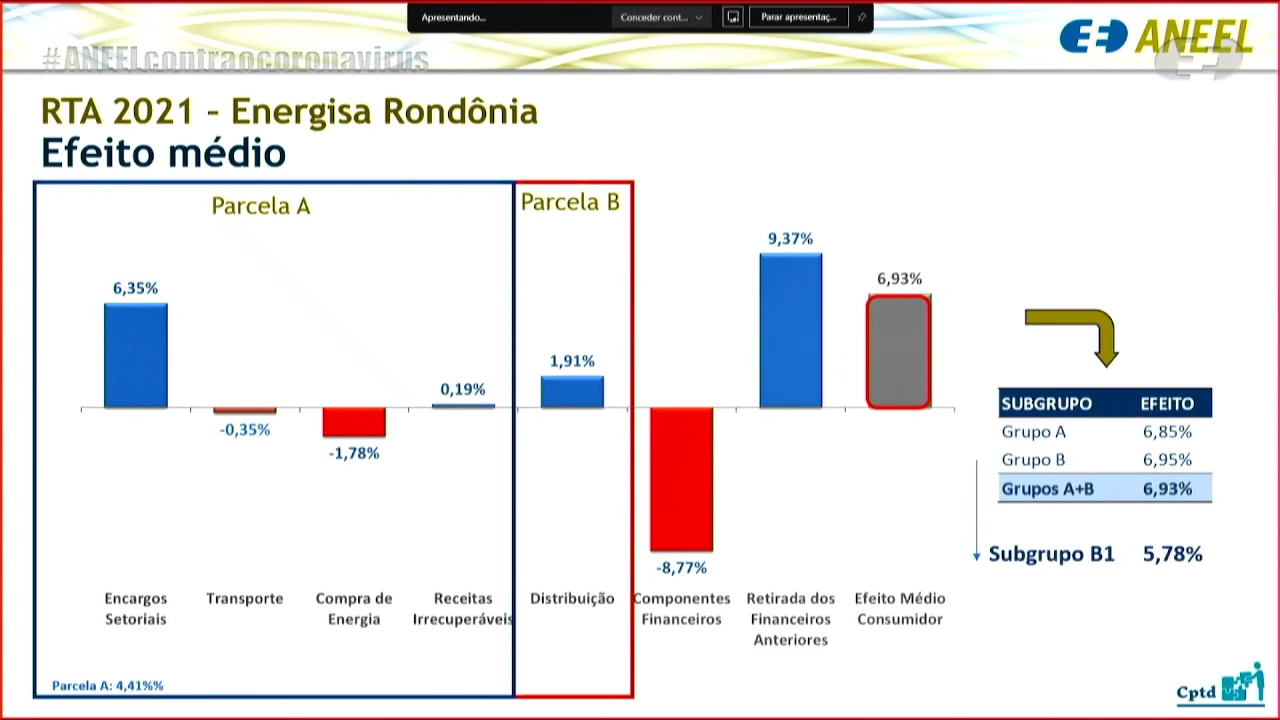 Apresentando...
Conceder cont...
Parar apresentaç...
#ANEELcontraocoronavirus
ANEEL
RTA 2021 – Energisa Rondônia
Efeito médio
Parcela A
Parcela B
6,35%
-0,35%
-1,78%
0,19%
1,91%
-8,77%
9,37%
6,93%
Encargos
Setoriais
Transporte
Compra de
Energia
Receitas
Irrecuperáveis
Distribuição
Componentes
Financeiros
Retirada dos
Financeiros
Anteriores
Efeito Médio
Consumidor
SUBGRUPO EFEITO
Grupo A 6,85%
Grupo B 6,95%
Grupos A+B 6,93%
Subgrupo B1 5,78%
Parcela A: 4,41%%
Cptd